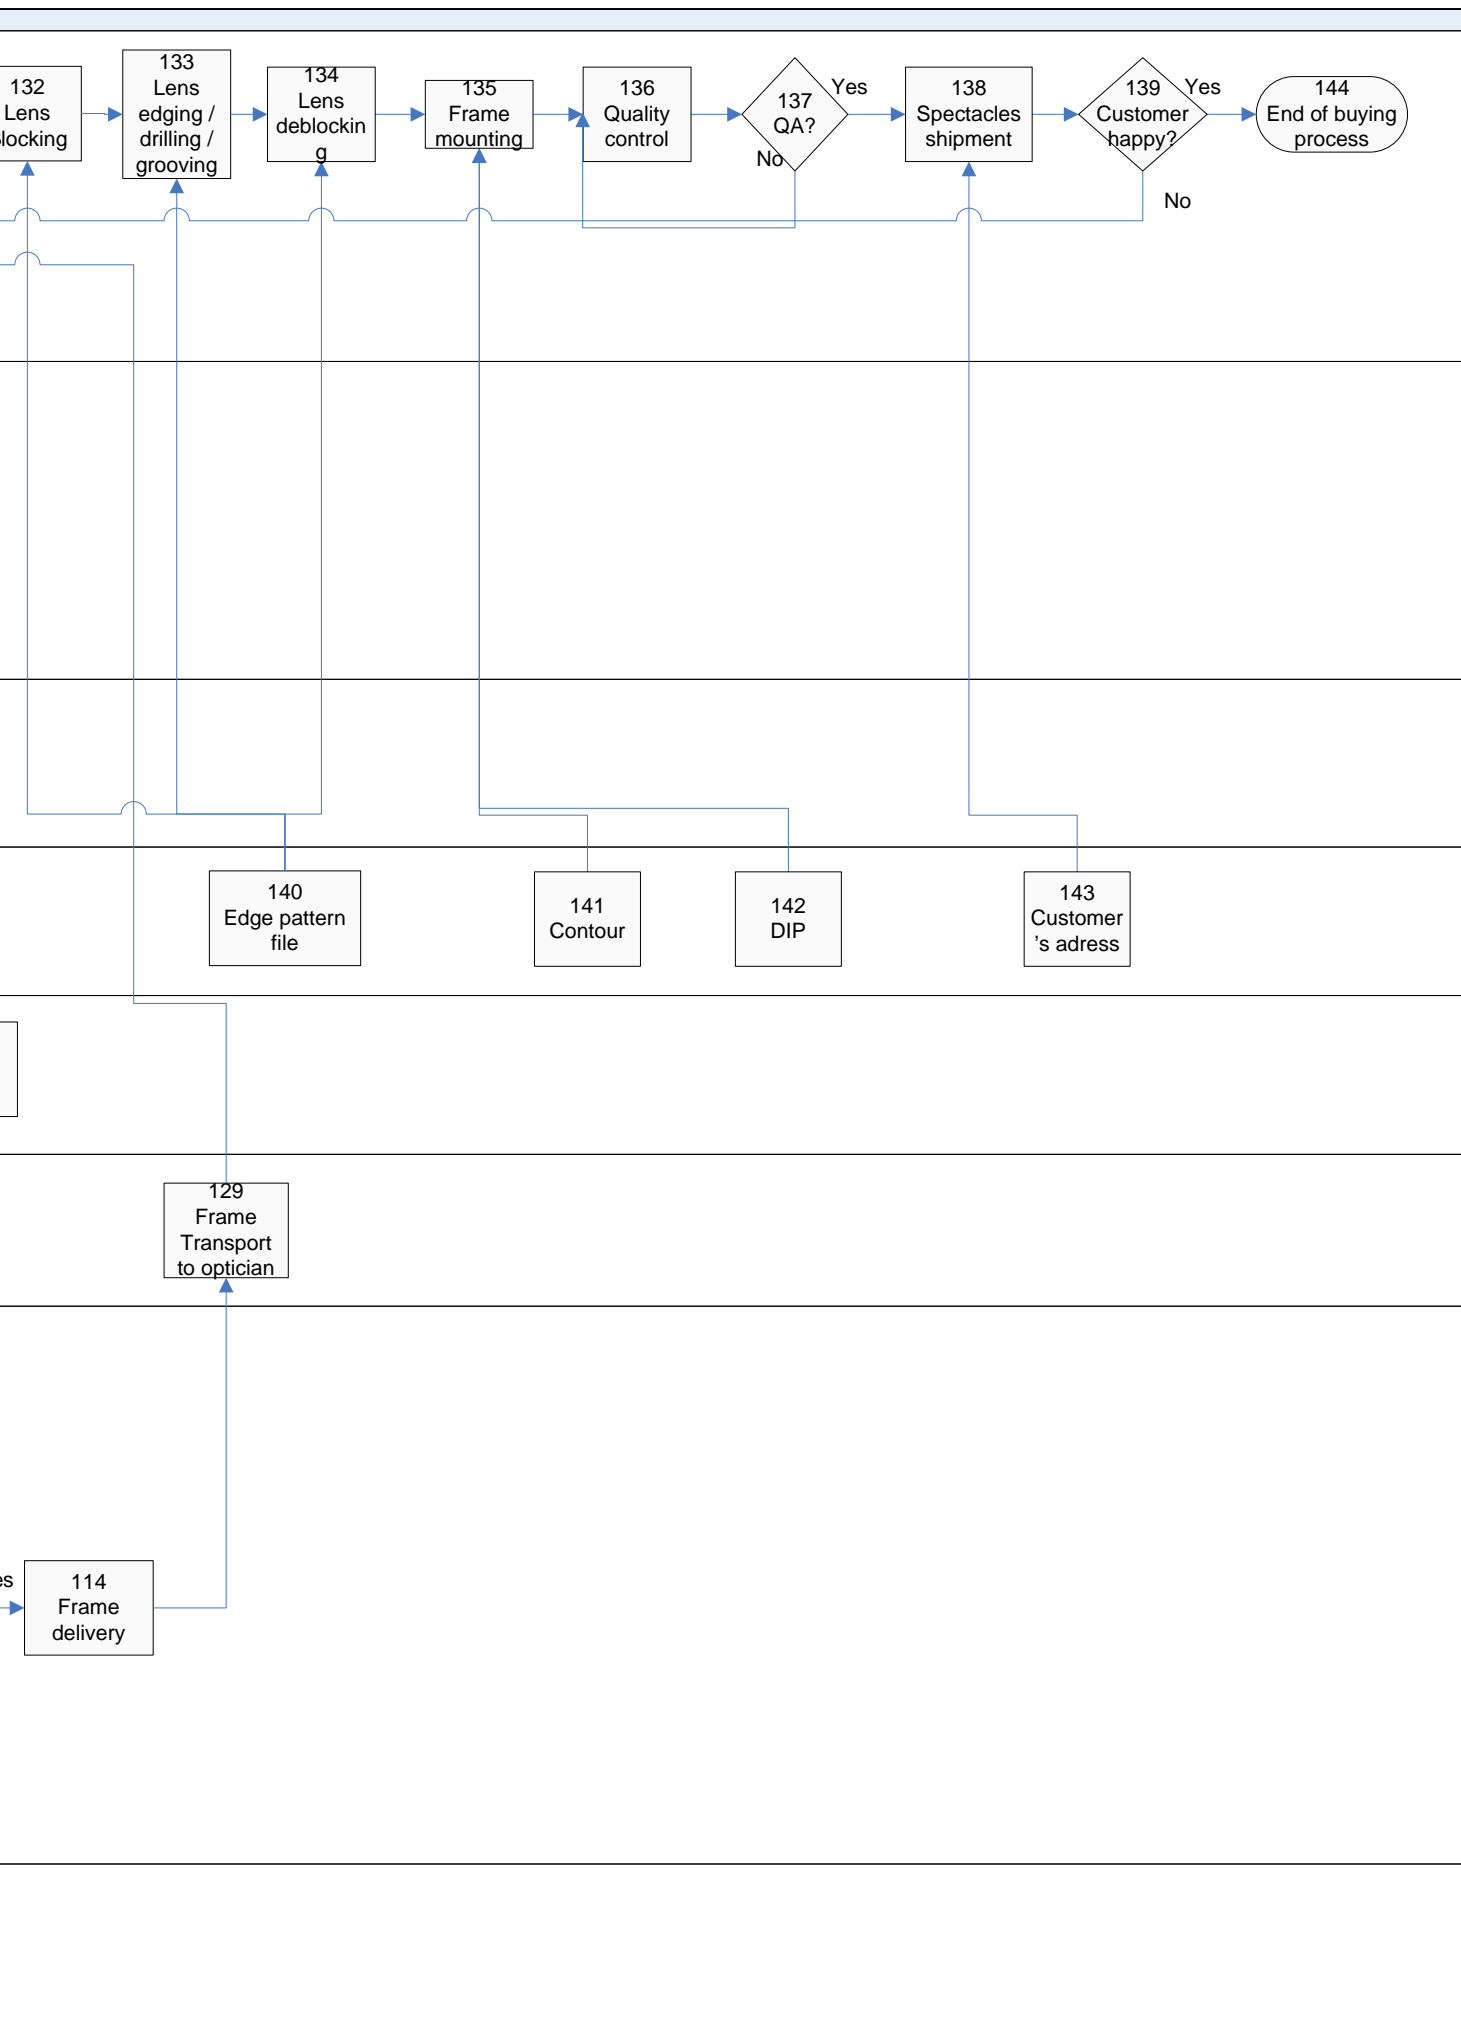 132
Lens
133
Lens
edging /
drilling /
grooving
134
Lens
deblockin
g
135
Frame
mounting
136
Quality
control
137
QA?
Yes
No
138
Spectacles
shipment
139
Customer
happy?
Yes
No
144
End of buying
process
140
Edge pattern
file
141
Contour
142
DIP
143
Customer
's adress
129
Frame
Transport
to optician
114
Frame
delivery